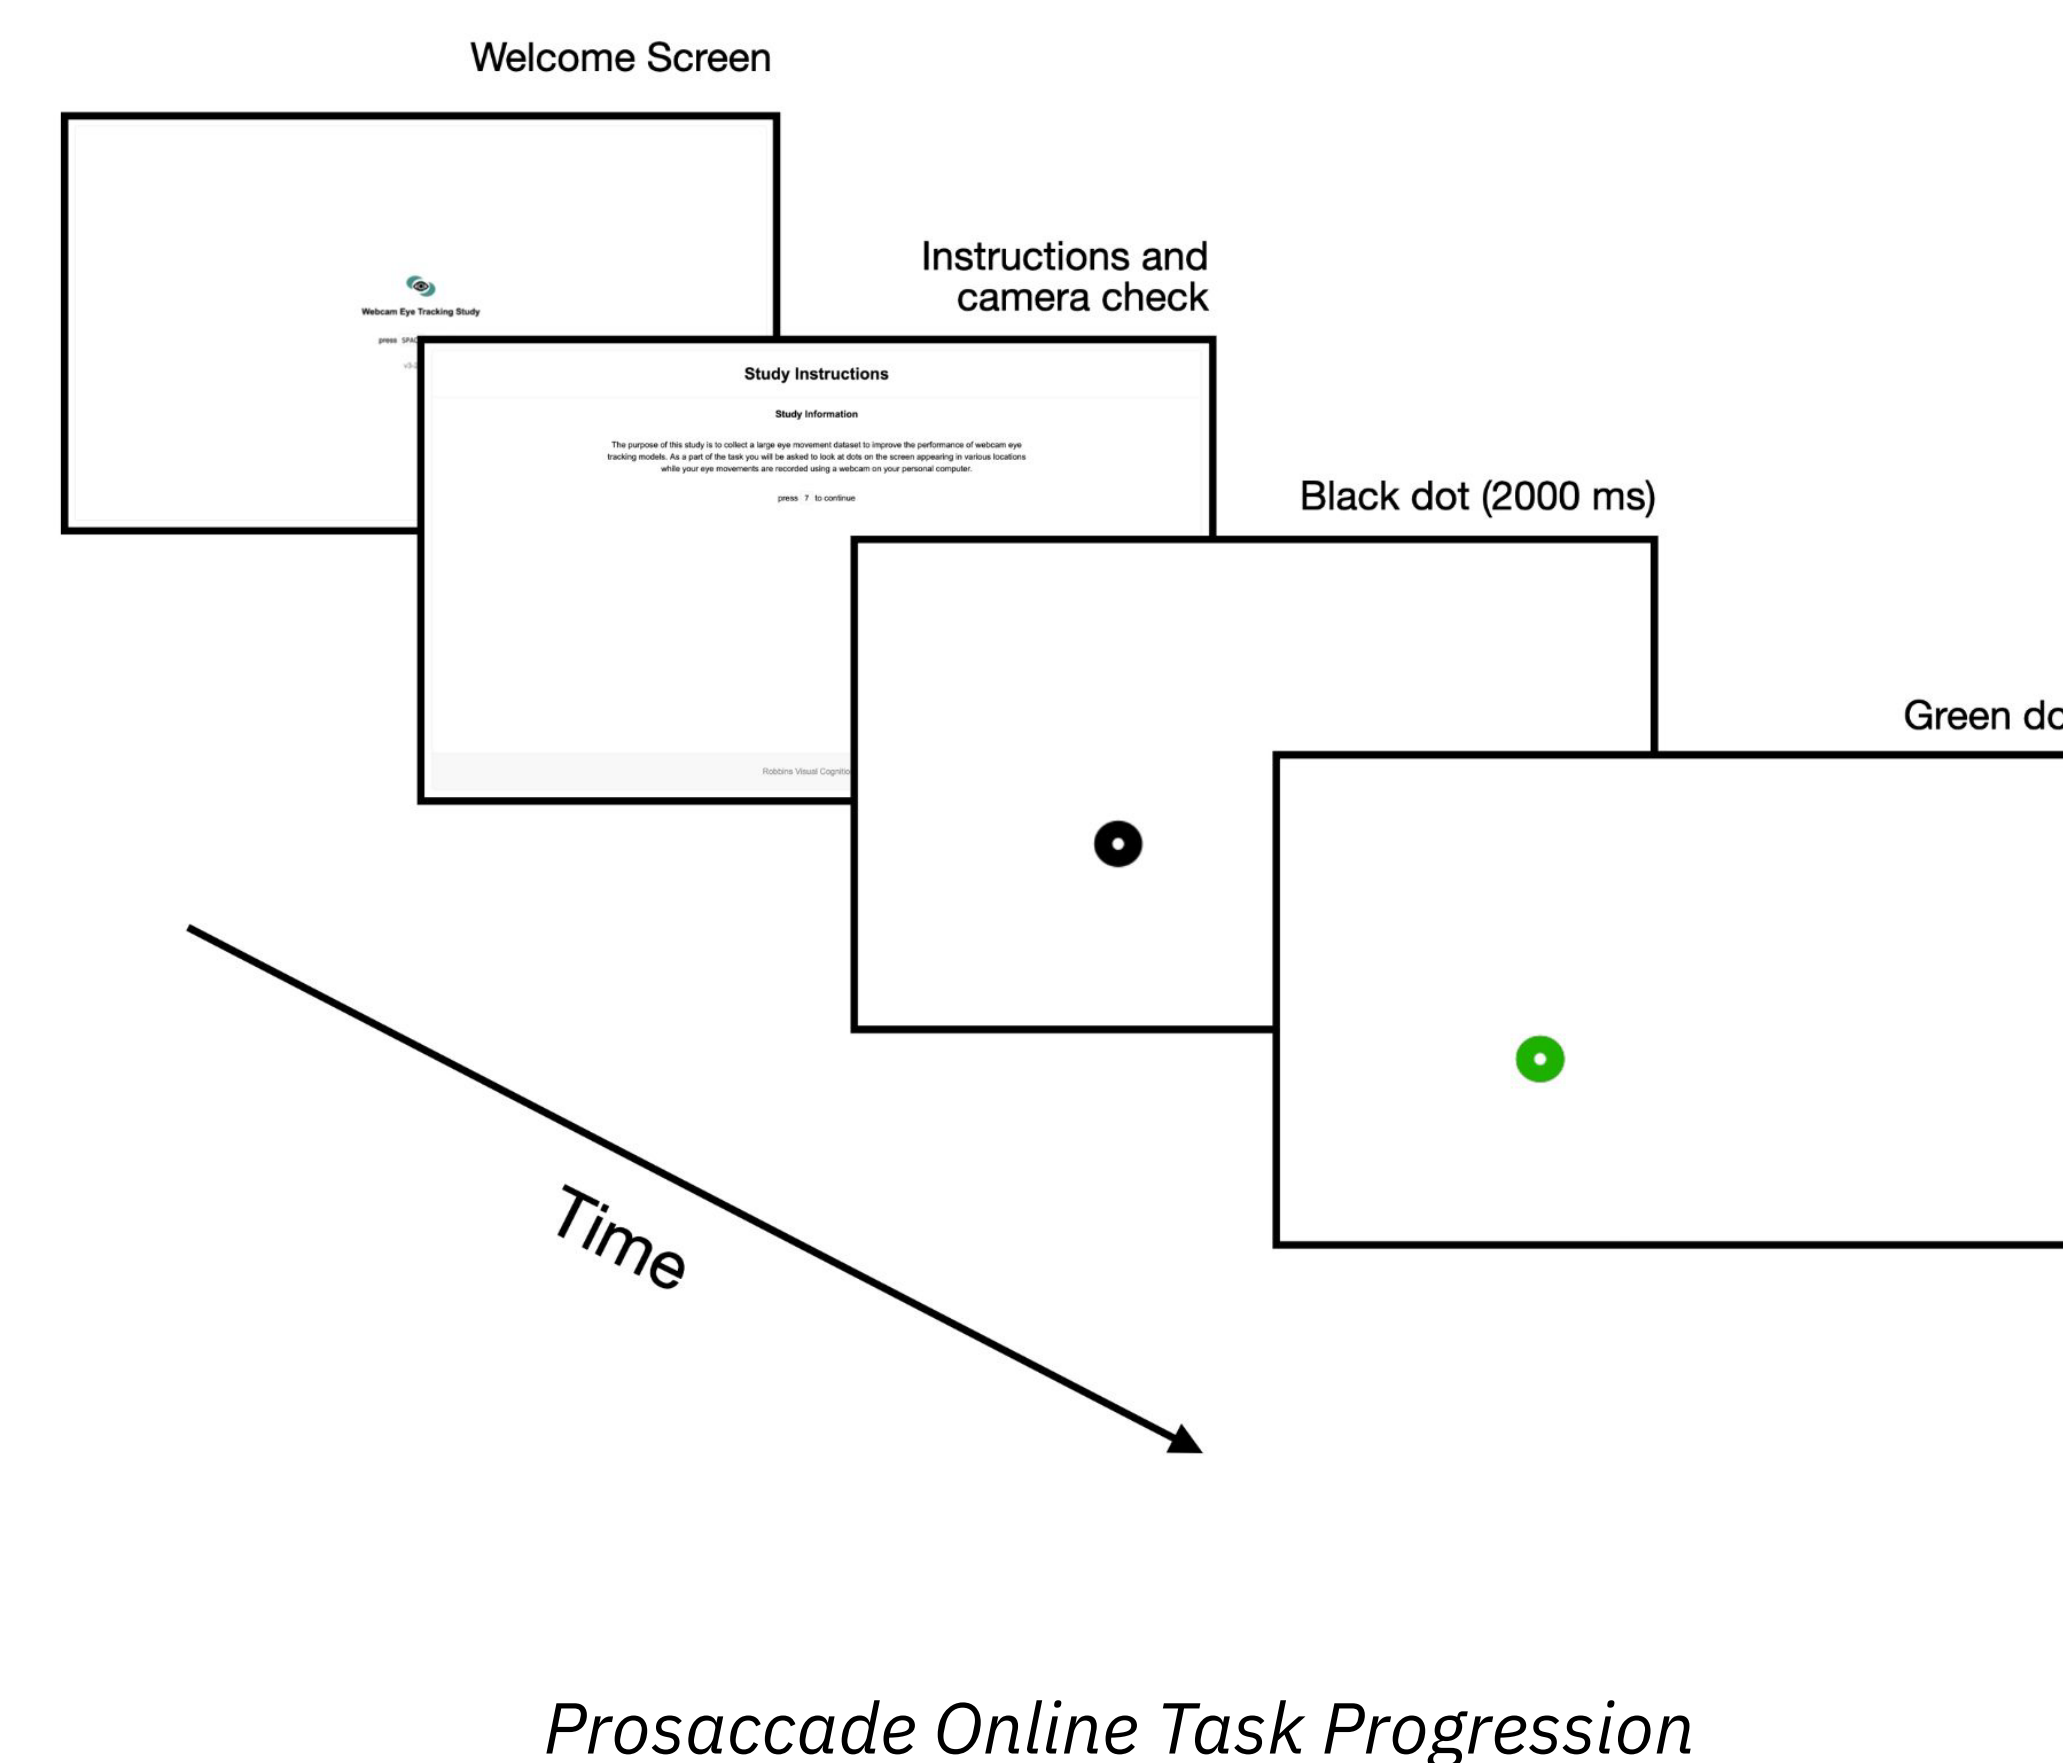 Welcome Screen
Webcam Eye Tracking Study
press
Instructions and
camera check
Study Instructions
Study Information
The purpose of this study is to collect a large eye movement dataset to improve the performance of webcam eye
tracking models. As a part of the task you will be asked to look at dots on the screen appearing in various locations
while your eye movements are recorded using a webcam on your personal computer.
press 7 to continue
Robbins Visual
Black dot (2000 ms)
Green
Time
Prosaccade Online Task Progression